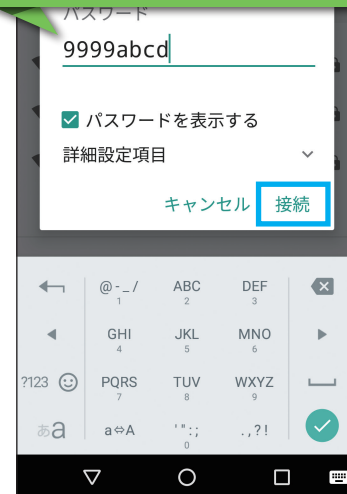 パスワード
9999abcd
パスワードを表示する
詳細設定項目
キャンセル 接続
@-_/ ABC DEF
1 2 3
GHI JKL MNO
4 5 6
?123 PQRS TUV WXYZ
7 8 9
あa a⇔A '":; .,?!
0